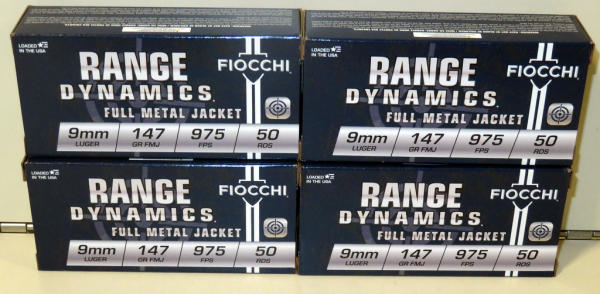 LOADED IN THE USA
RANGE
DYNAMICS
FIOCCHI
FULL METAL JACKET
9mm LUGER
147 GR FMJ
975 FPS
50 RDS
LOADED IN THE USA
RANGE
DYNAMICS
FIOCCHI
FULL METAL JACKET
9mm LUGER
147 GR FMJ
975 FPS
50 RDS
LOADED IN THE USA
RANGE
DYNAMICS
FIOCCHI
FULL METAL JACKET
9mm LUGER
147 GR FMJ
975 FPS
50 RDS
LOADED IN THE USA
RANGE
DYNAMICS
FIOCCHI
FULL METAL JACKET
9mm LUGER
147 GR FMJ
975 FPS
50 RDS